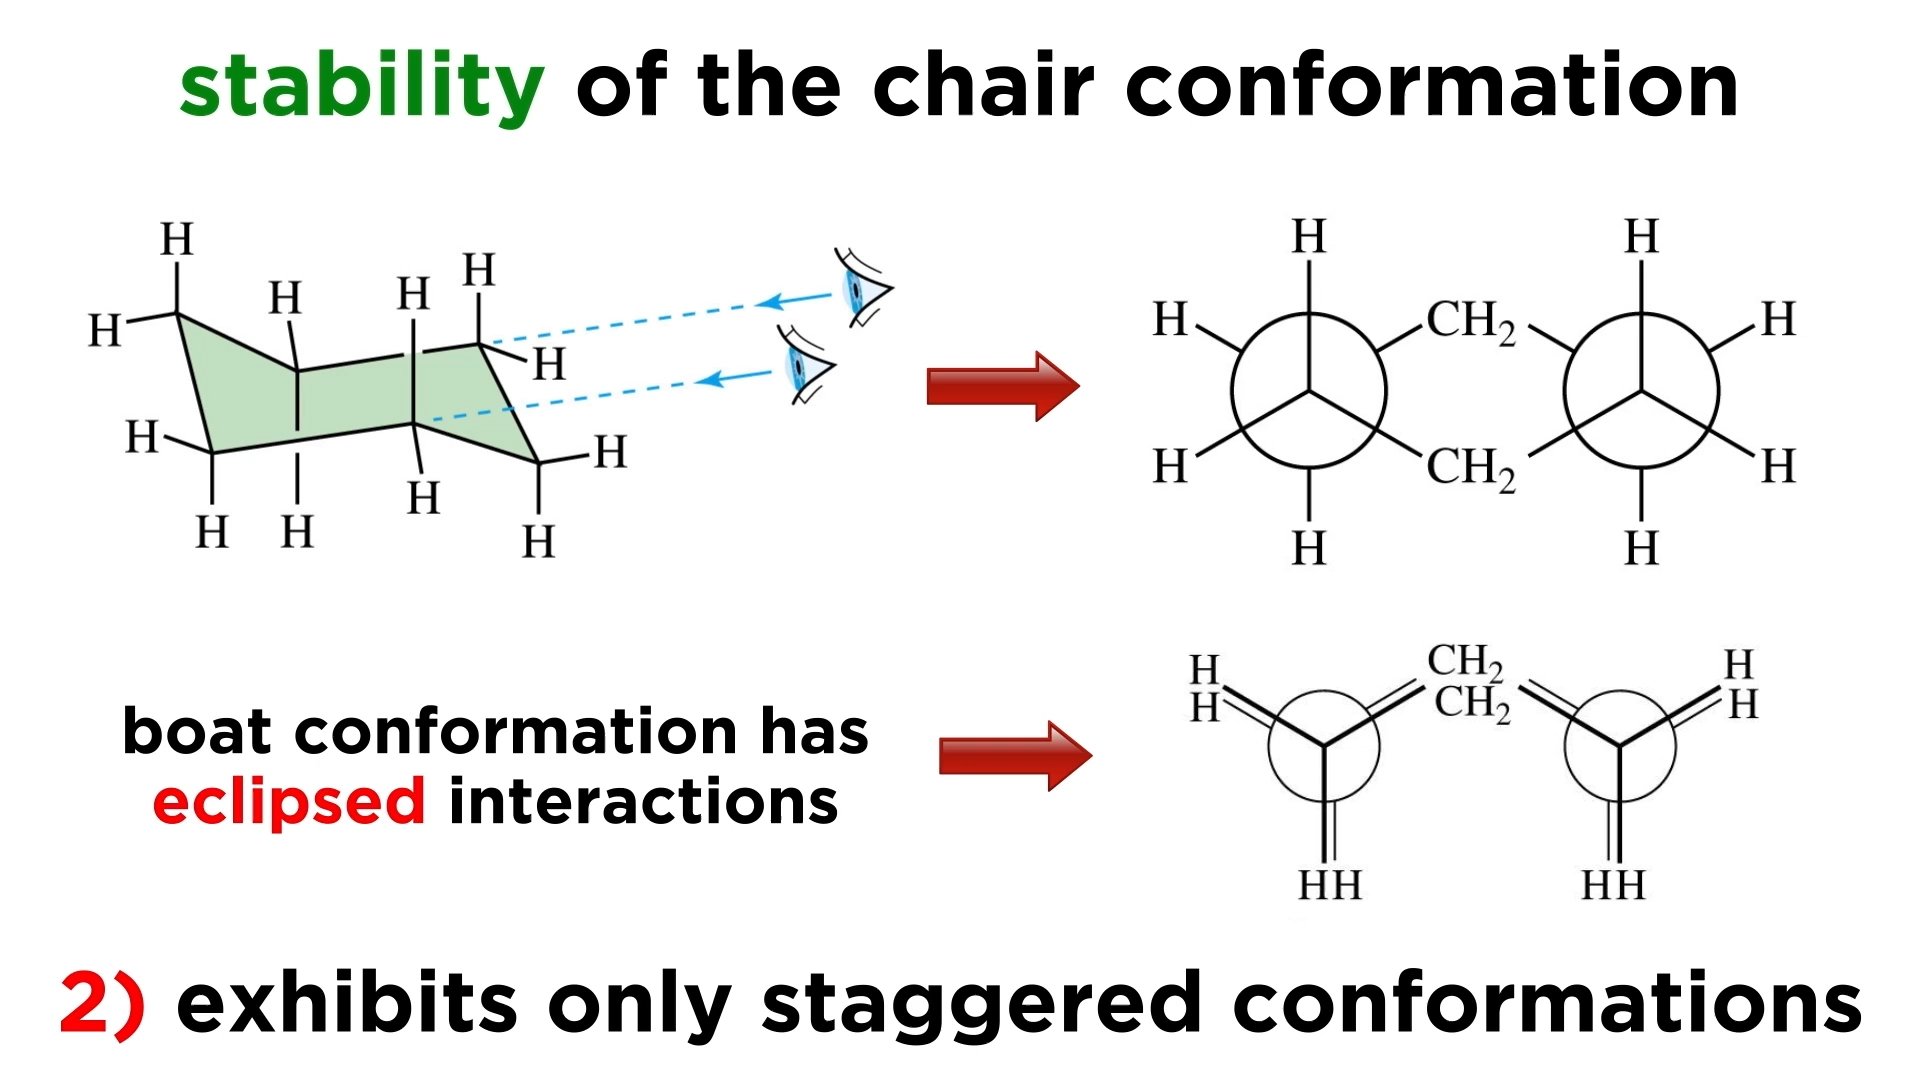 stability of the chair conformation
H
H
H
H
H
H
H
H
H
H
H
H
H H
H CH₂ H
H CH₂ H
H H
boat conformation has
eclipsed interactions
H CH₂ H
H CH₂ H
HH HH
2) exhibits only staggered conformations